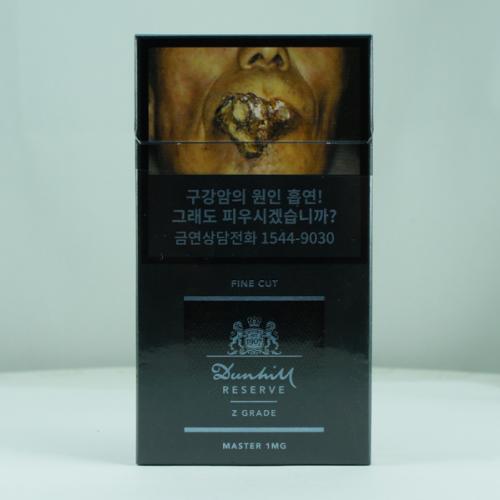 구강암의 원인 흡연!
그래도 피우시겠습니까?
금연상담전화 1544-9030
FINE CUT
1907
Dunhill
RESERVE
Z GRADE
MASTER 1MG